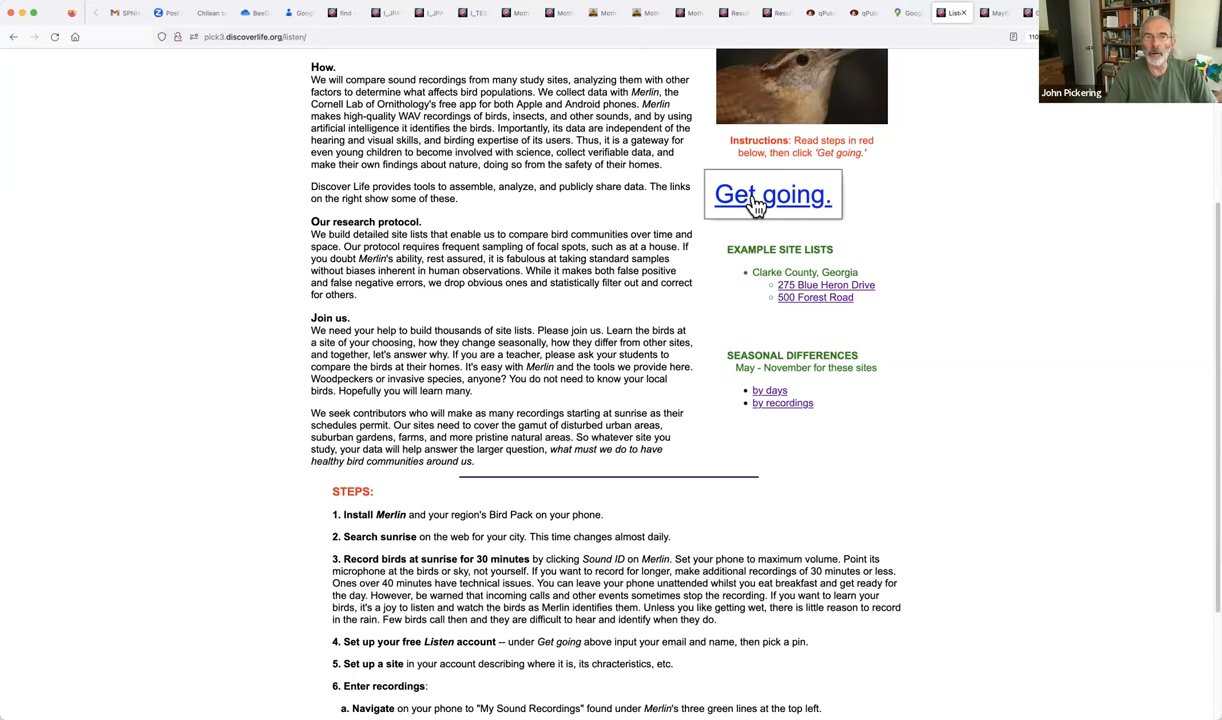 SPNH
Post
Chilean b
BeeD
Goog
find
I_JPA
I_JPA
I_TES
Moth
Moth
Moth
Moth
Moth
Resu
Resu
qPub
qPub
Goog
List
Mayt
pick3.discoverlife.org/listen/
110
John Pickering
How.
We will compare sound recordings from many study sites, analyzing them with other
factors to determine what affects bird populations. We collect data with Merlin, the
Cornell Lab of Ornithology's free app for both Apple and Android phones. Merlin
makes high-quality WAV recordings of birds, insects, and other sounds, and by using
artificial intelligence it identifies the birds. Importantly, its data are independent of the
hearing and visual skills, and birding expertise of its users. Thus, it is a gateway for
even young children to become involved with science, collect verifiable data, and
make their own findings about nature, doing so from the safety of their homes.
Discover Life provides tools to assemble, analyze, and publicly share data. The links
on the right show some of these.
Our research protocol.
We build detailed site lists that enable us to compare bird communities over time and
space. Our protocol requires frequent sampling of focal spots, such as at a house. If
you doubt Merlin's ability, rest assured, it is fabulous at taking standard samples
without biases inherent in human observations. While it makes both false positive
and false negative errors, we drop obvious ones and statistically filter out and correct
for others.
Join us.
We need your help to build thousands of site lists. Please join us. Learn the birds at
a site of your choosing, how they change seasonally, how they differ from other sites,
and together, let's answer why. If you are a teacher, please ask your students to
compare the birds at their homes. It's easy with Merlin and the tools we provide here.
Woodpeckers or invasive species, anyone? You do not need to know your local
birds. Hopefully you will learn many.
We seek contributors who will make as many recordings starting at sunrise as their
schedules permit. Our sites need to cover the gamut of disturbed urban areas,
suburban gardens, farms, and more pristine natural areas. So whatever site you
study, your data will help answer the larger question, what must we do to have
healthy bird communities around us.
Instructions: Read steps in red
below, then click 'Get going.'
Get going.
EXAMPLE SITE LISTS
• Clarke County, Georgia
275 Blue Heron Drive
500 Forest Road
SEASONAL DIFFERENCES
May - November for these sites
• by days
• by recordings
STEPS:
1. Install Merlin and your region's Bird Pack on your phone.
2. Search sunrise on the web for your city. This time changes almost daily.
3. Record birds at sunrise for 30 minutes by clicking Sound ID on Merlin. Set your phone to maximum volume. Point its
microphone at the birds or sky, not yourself. If you want to record for longer, make additional recordings of 30 minutes or less.
Ones over 40 minutes have technical issues. You can leave your phone unattended whilst you eat breakfast and get ready for
the day. However, be warned that incoming calls and other events sometimes stop the recording. If you want to learn your
birds, it's a joy to listen and watch the birds as Merlin identifies them. Unless you like getting wet, there is little reason to record
in the rain. Few birds call then and they are difficult to hear and identify when they do.
4. Set up your free Listen account -- under Get going above input your email and name, then pick a pin.
5. Set up a site in your account describing where it is, its chracteristics, etc.
6. Enter recordings:
a. Navigate on your phone to "My Sound Recordings" found under Merlin's three green lines at the top left.